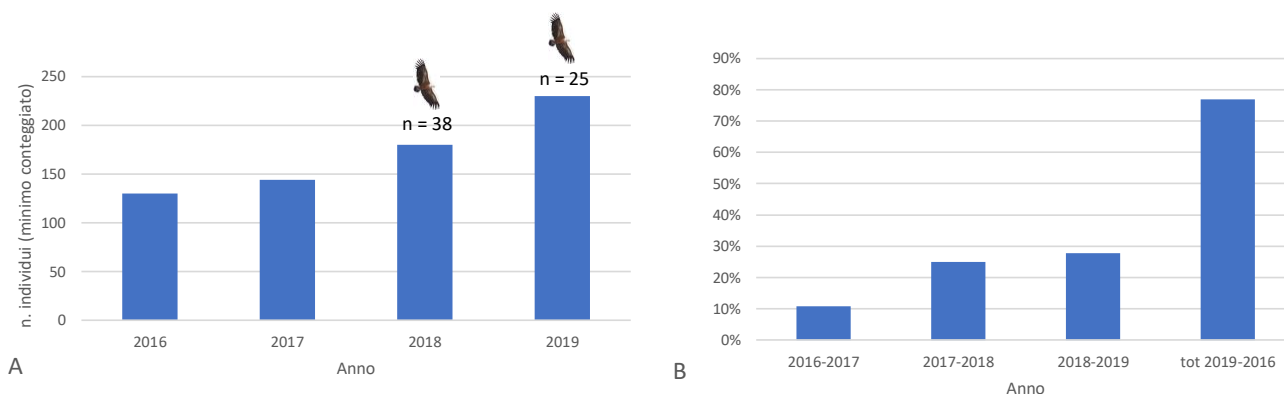 n. individui (minimo conteggiato)
250
200
150
100
50
0
n = 38
n = 25
2016
2017
2018
2019
Anno
A
90%
80%
70%
60%
50%
40%
30%
20%
10%
0%
2016-2017
2017-2018
2018-2019
tot 2019-2016
Anno
B